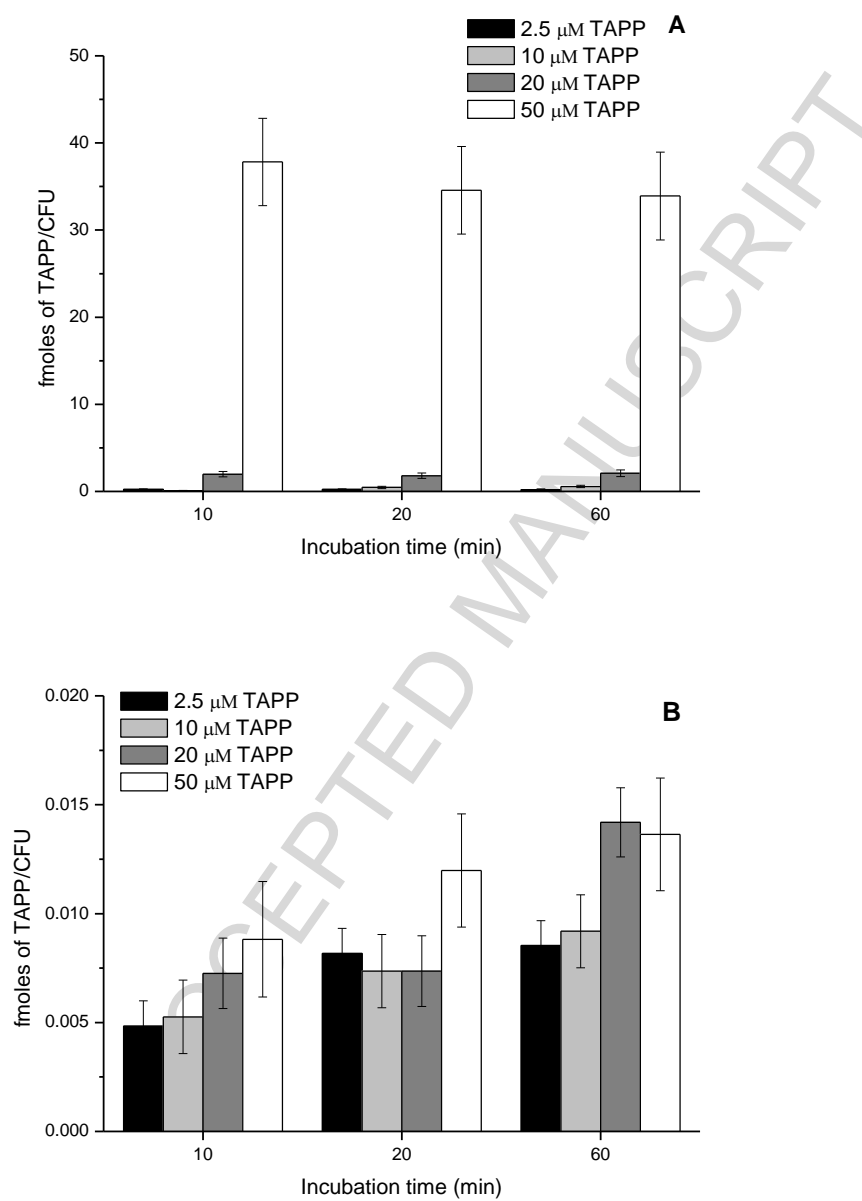 A
2.5 μM TAPP
10 μM TAPP
20 μM TAPP
50 μM TAPP
50
40
30
20
10
0
fmoles of TAPP/CFU
10 20 60
Incubation time (min)
ACCEPTED MANUSCRIPT
B
2.5 μM TAPP
10 μM TAPP
20 μM TAPP
50 μM TAPP
0.020
0.015
0.010
0.005
0.000
fmoles of TAPP/CFU
10 20 60
Incubation time (min)